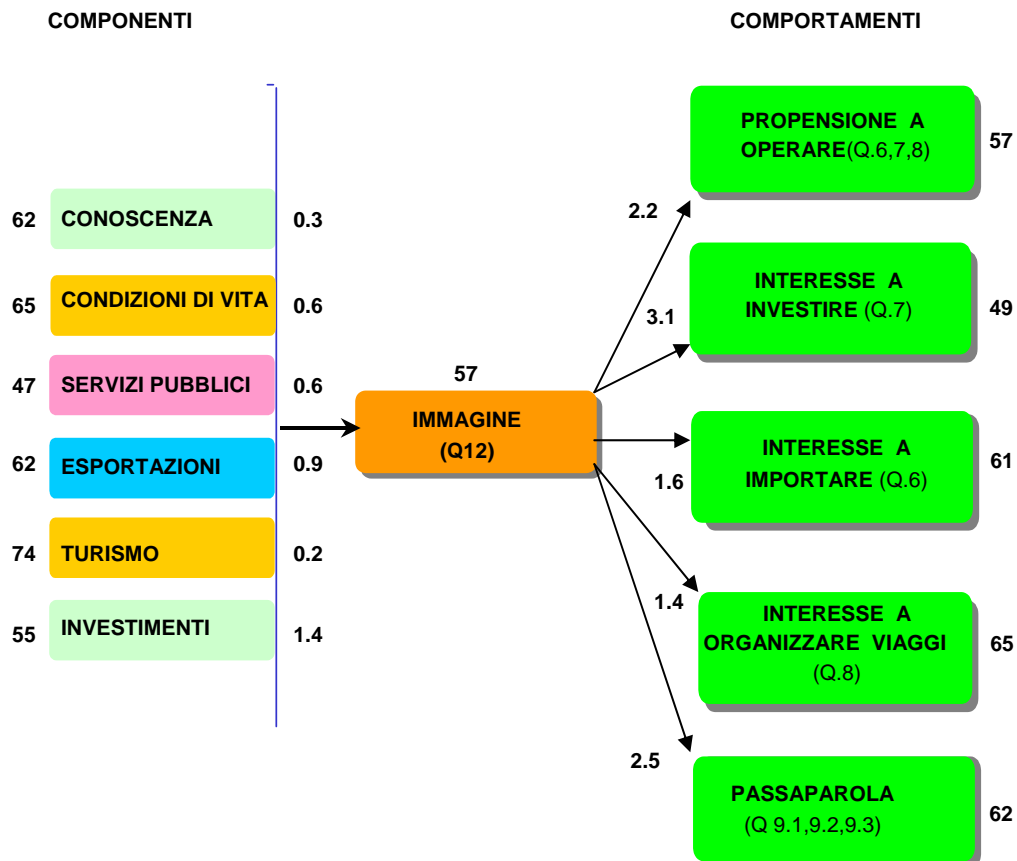 COMPONENTI
COMPORTAMENTI
62 CONOSCENZA 0.3
65 CONDIZIONI DI VITA 0.6
47 SERVIZI PUBBLICI 0.6
62 ESPORTAZIONI 0.9
74 TURISMO 0.2
55 INVESTIMENTI 1.4
57
IMMAGINE
(Q12)
2.2
3.1
1.6
1.4
2.5
PROPENSIONE A
OPERARE(Q.6,7,8)
57
INTERESSE A
INVESTIRE (Q.7)
49
INTERESSE A
IMPORTARE (Q.6)
61
INTERESSE A
ORGANIZZARE VIAGGI
(Q.8)
65
PASSAPAROLA
(Q 9.1,9.2,9.3)
62